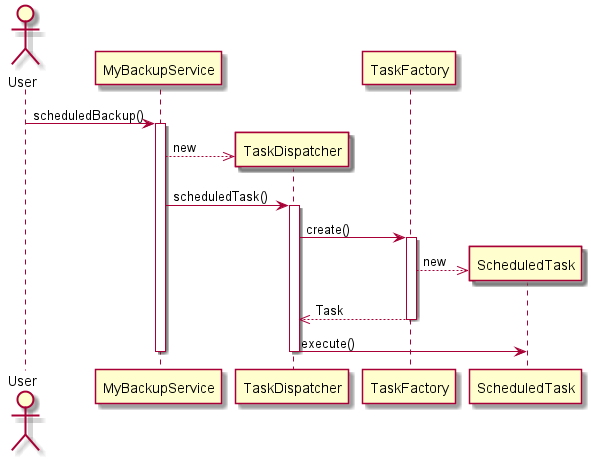 User
MyBackupService
TaskFactory
scheduledBackup()
new
TaskDispatcher
scheduledTask()
create()
new
ScheduledTask
Task
execute()
User
MyBackupService
TaskDispatcher
TaskFactory
ScheduledTask